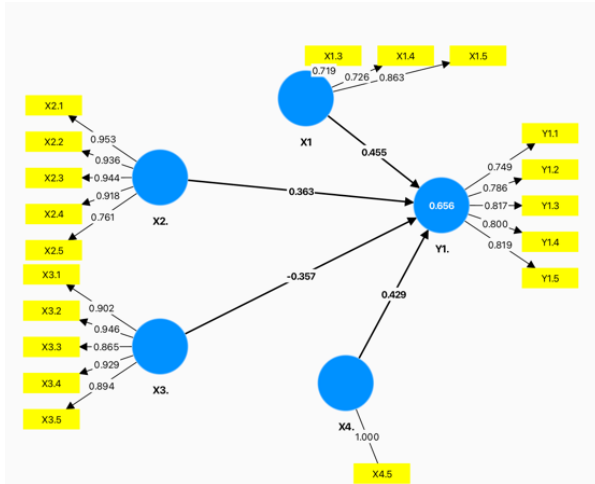 X1.3
X1.4
X1.5
0.719
0.726
0.863
X1
X2.1
X2.2
X2.3
X2.4
X2.5
0.953
0.936
0.944
0.918
0.761
X2.
0.455
0.363
-0.357
0.429
Y1.1
Y1.2
Y1.3
Y1.4
Y1.5
0.749
0.786
0.817
0.800
0.819
0.656
Y1.
X3.1
X3.2
X3.3
X3.4
X3.5
0.902
0.946
0.865
0.929
0.894
X3.
X4.
1.000
X4.5